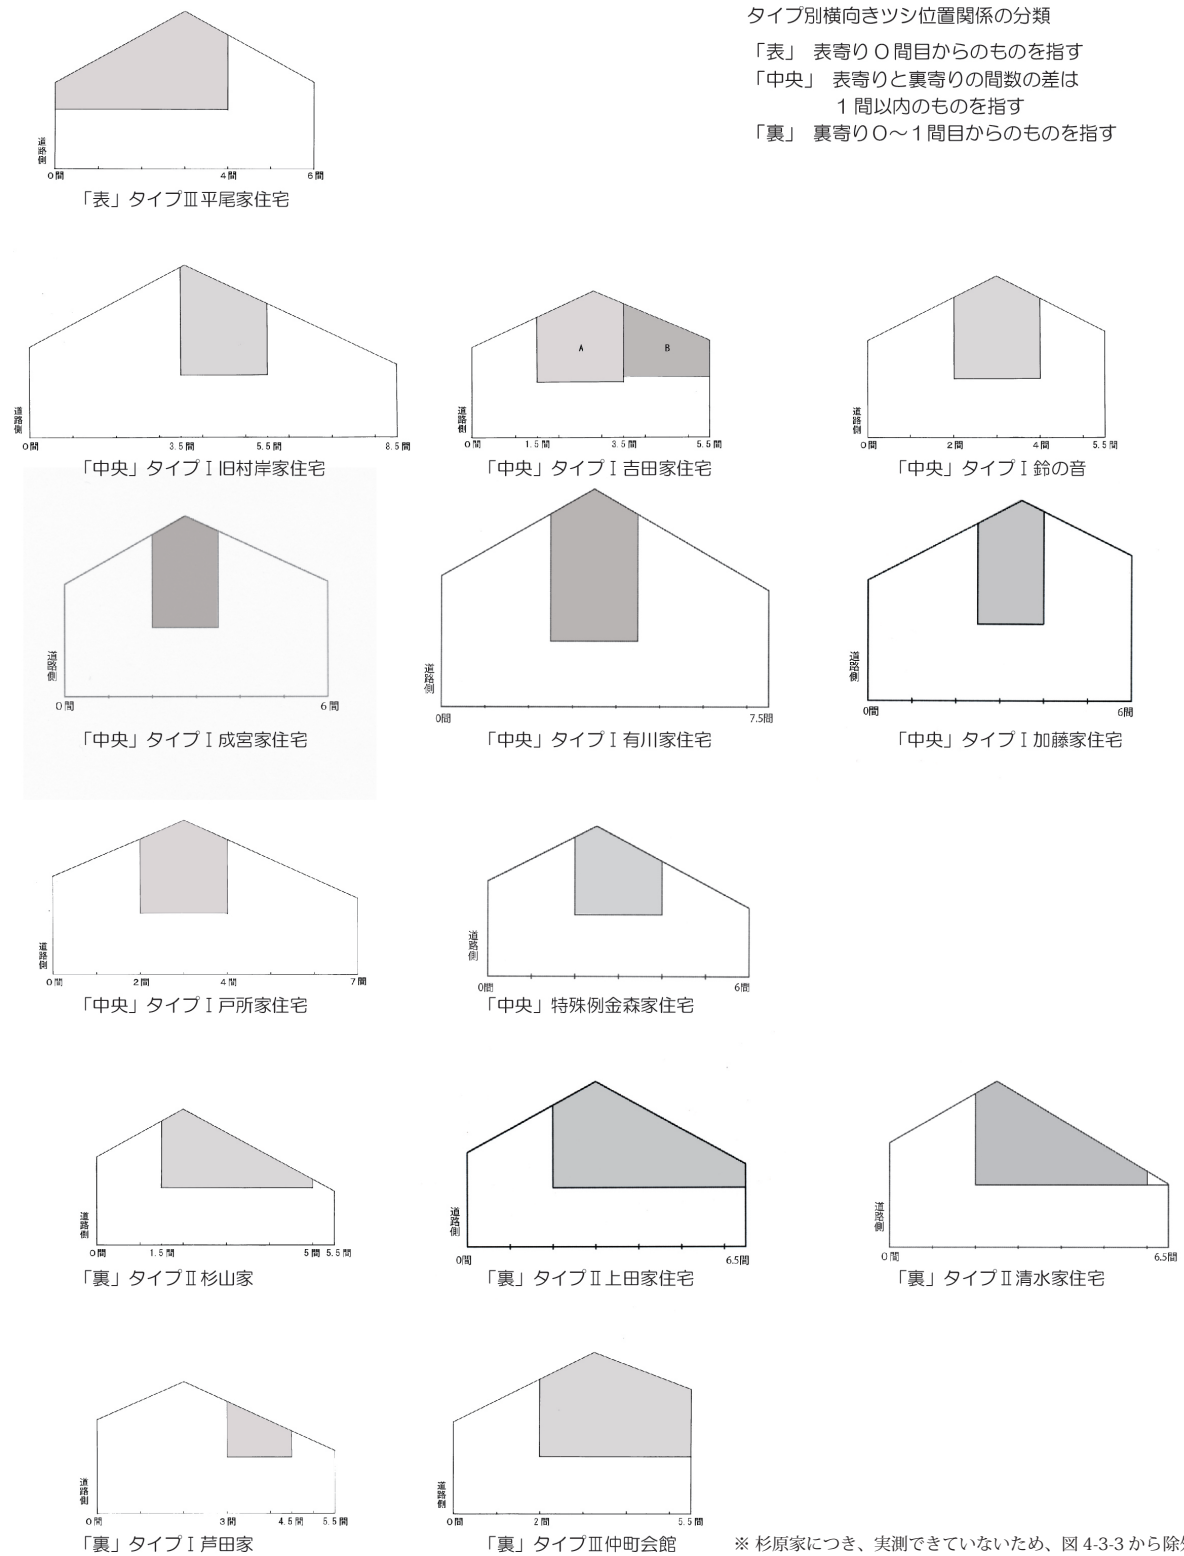 タイプ別横向きツシ位置関係の分類
「表」 表寄り0間目からのものを指す
「中央」 表寄りと裏寄りの間数の差は
1間以内のものを指す
「裏」 裏寄り0～1間目からのものを指す
道路側
0間 4間 6間
「表」タイプⅢ平尾家住宅
道路側
0間 3.5間 5.5間 8.5間
「中央」タイプⅠ旧村岸家住宅
A B
道路側
0間 1.5間 3.5間 5.5間
「中央」タイプⅠ吉田家住宅
道路側
0間 2間 4間 5.5間
「中央」タイプⅠ鈴の音
道路側
0間 6間
「中央」タイプⅠ成宮家住宅
道路側
0間 7.5間
「中央」タイプⅠ有川家住宅
道路側
0間 6間
「中央」タイプⅠ加藤家住宅
道路側
0間 2間 4間 7間
「中央」タイプⅠ戸所家住宅
道路側
0間 6間
「中央」特殊例金森家住宅
道路側
0間 1.5間 5間 5.5間
「裏」タイプⅡ杉山家
道路側
0間 6.5間
「裏」タイプⅡ上田家住宅
道路側
0間 6.5間
「裏」タイプⅡ清水家住宅
道路側
0間 3間 4.5間 5.5間
「裏」タイプⅠ芦田家
道路側
0間 2間 5.5間
「裏」タイプⅢ仲町会館
※ 杉原家につき、実測できていないため、図 4-3-3 から除